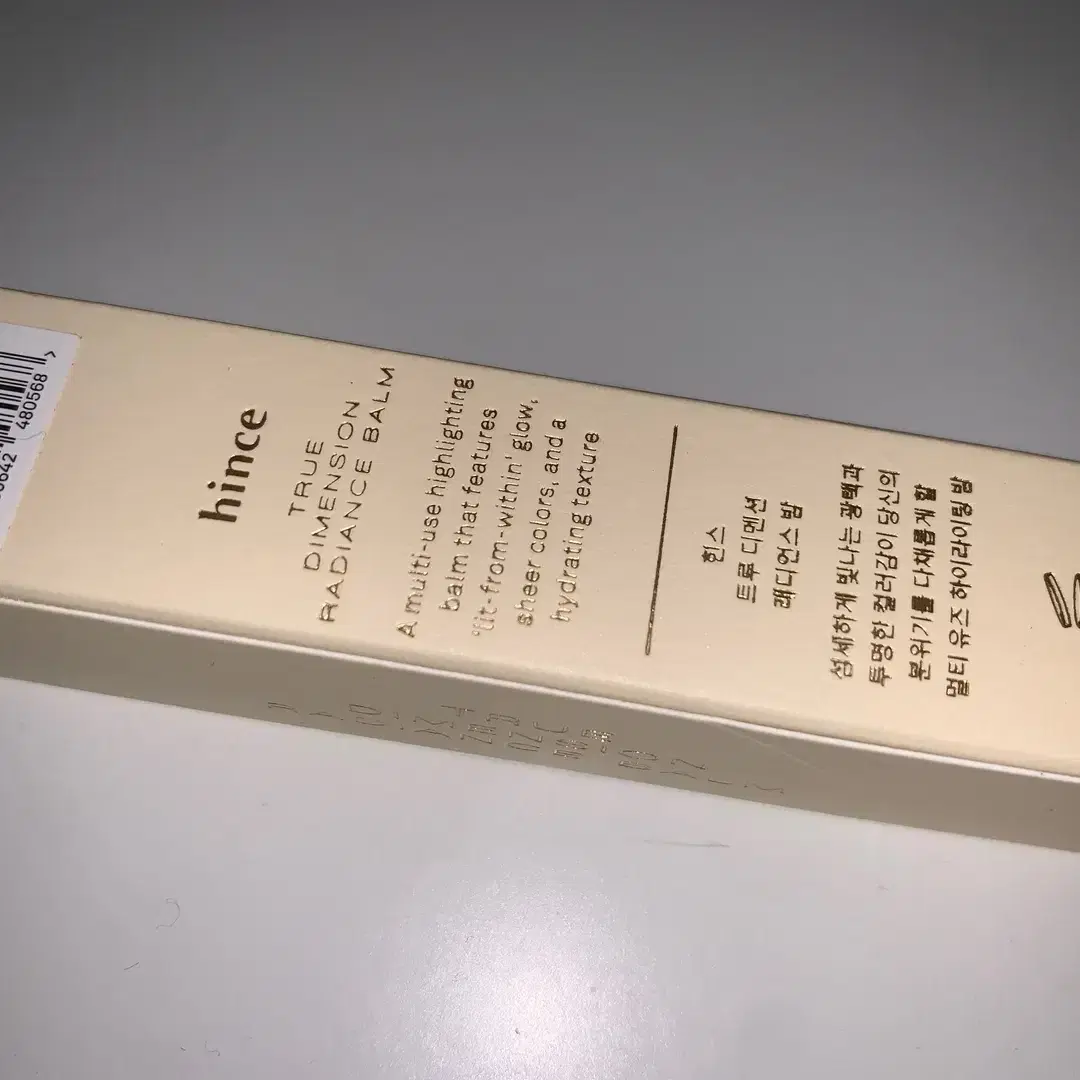 hince
TRUE
DIMENSION
RADIANCE BALM
A multi-use highlighting
balm that features
'lit-from-within' glow,
sheer colors, and a
hydrating texture
힌스
트루 디멘션
래디언스 밤
섬세하게 빛나는 광택과
투명한 컬러감이 당신의
분위기를 다채롭게 할
멀티 유즈 하이라이팅 밤
480568